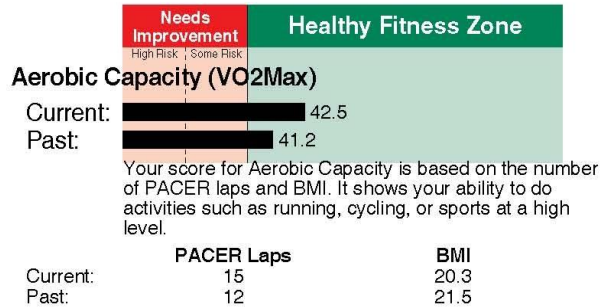 Needs
Improvement
Healthy Fitness Zone
High Risk Some Risk
Aerobic Capacity (VO2Max)
Current: 42.5
Past: 41.2
Your score for Aerobic Capacity is based on the number
of PACER laps and BMI. It shows your ability to do
activities such as running, cycling, or sports at a high
level.
PACER Laps BMI
Current: 15 20.3
Past: 12 21.5